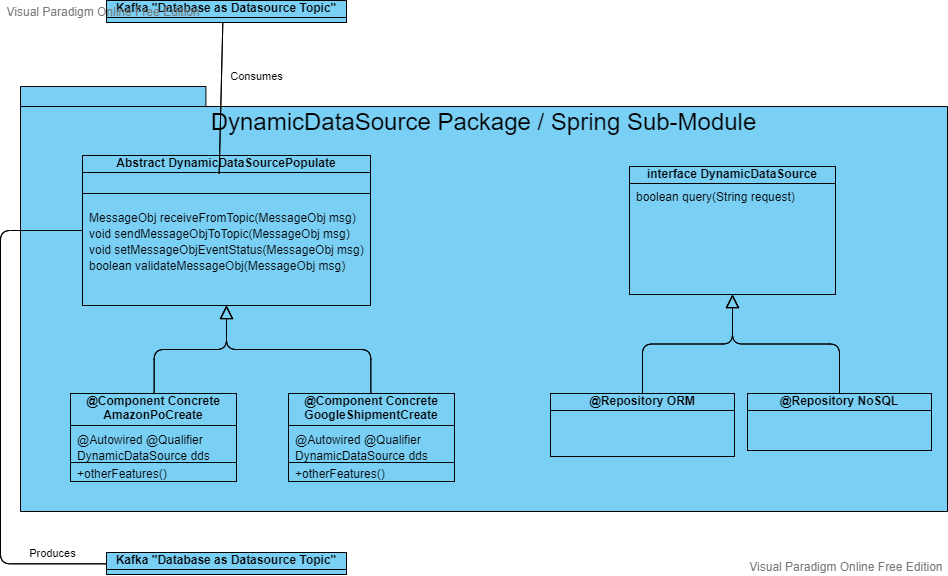 Visual Paradigm Online Free Edition
Kafka "Database as Datasource Topic"
Consumes
DynamicDataSource Package / Spring Sub-Module
Abstract DynamicDataSourcePopulate
MessageObj receiveFromTopic(MessageObj msg)
void sendMessageObjToTopic(MessageObj msg)
void setMessageObjEventStatus(MessageObj msg)
boolean validateMessageObj(MessageObj msg)
interface DynamicDataSource
boolean query(String request)
@Component Concrete
AmazonPoCreate
@Autowired @Qualifier
DynamicDataSource dds
+otherFeatures()
@Component Concrete
GoogleShipmentCreate
@Autowired @Qualifier
DynamicDataSource dds
+otherFeatures()
@Repository ORM
@Repository NoSQL
Produces
Kafka "Database as Datasource Topic"
Visual Paradigm Online Free Edition